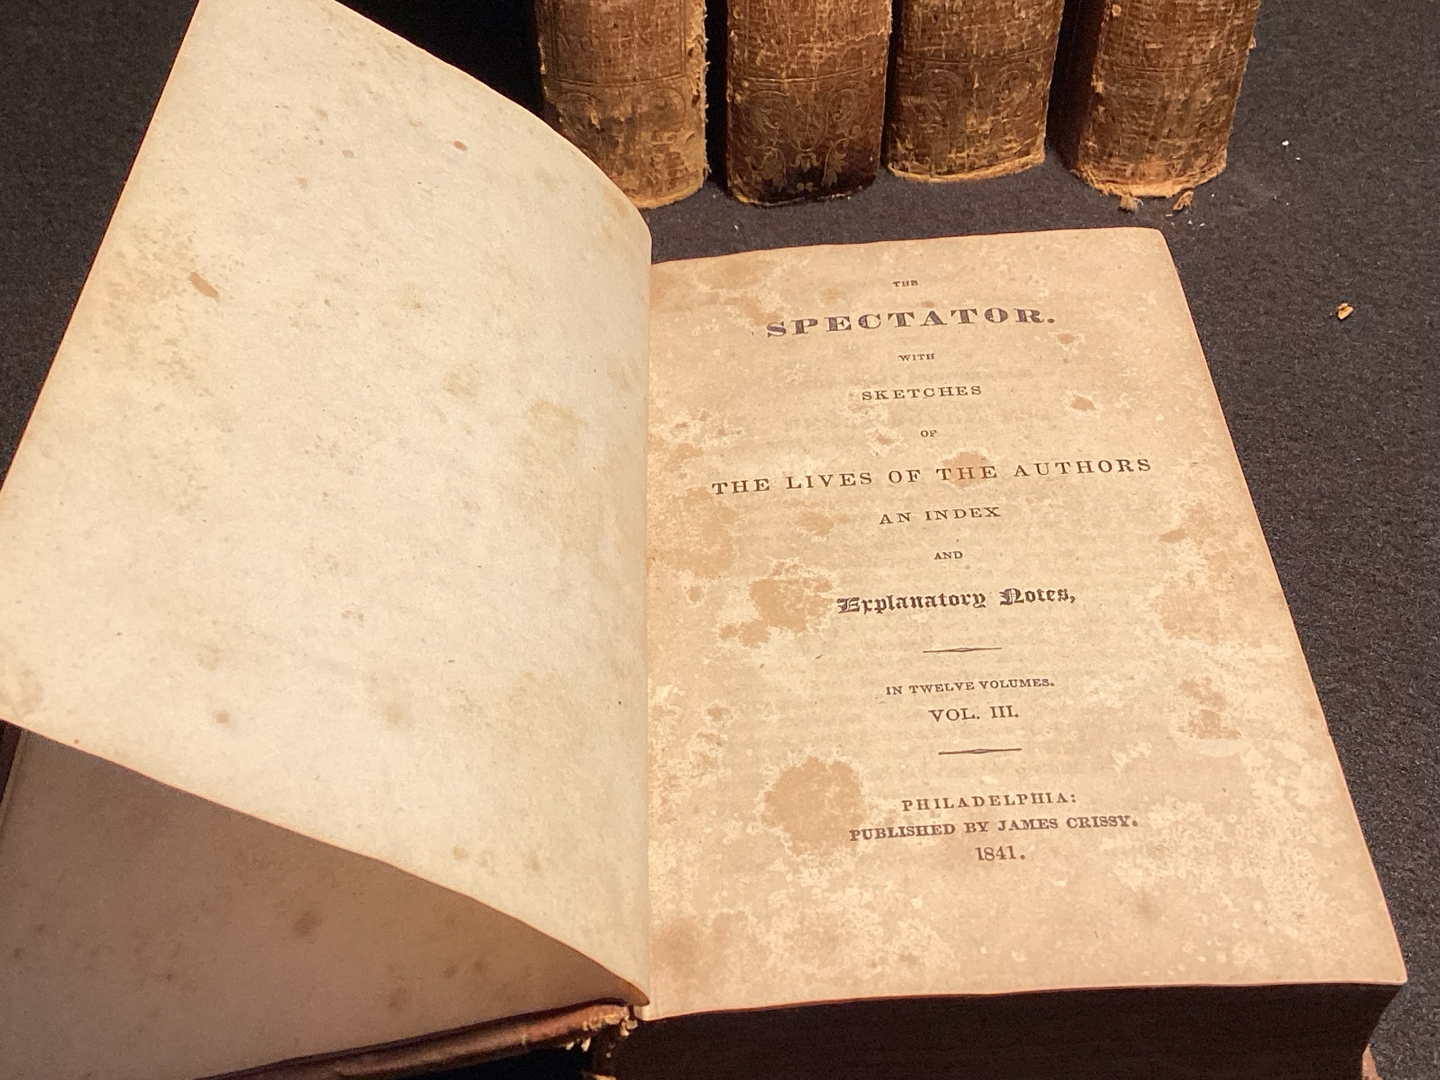 THE
SPECTATOR.
WITH
SKETCHES
OF
THE LIVES OF THE AUTHORS
AN INDEX
AND
Explanatory Notes,
IN TWELVE VOLUMES.
VOL. III.
PHILADELPHIA:
PUBLISHED BY JAMES CRISSY.
1841.